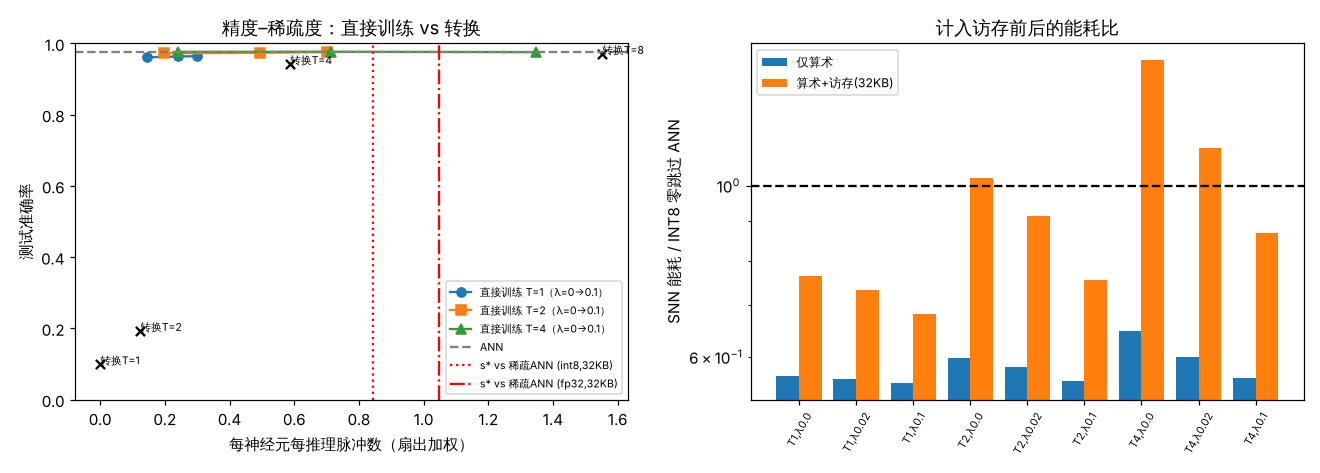 精度–稀疏度：直接训练 vs 转换
1.0
0.8
0.6
0.4
0.2
0.0
测试准确率
转换T=8
转换T=4
转换T=2
转换T=1
直接训练 T=1（λ=0→0.1）
直接训练 T=2（λ=0→0.1）
直接训练 T=4（λ=0→0.1）
ANN
s* vs 稀疏ANN (int8,32KB)
s* vs 稀疏ANN (fp32,32KB)
0.0 0.2 0.4 0.6 0.8 1.0 1.2 1.4 1.6
每神经元每推理脉冲数（扇出加权）
计入访存前后的能耗比
仅算术
算术+访存(32KB)
SNN 能耗 / INT8 零跳过 ANN
10⁰
6 × 10⁻¹
T1,λ0.0
T1,λ0.02
T1,λ0.1
T2,λ0.0
T2,λ0.02
T2,λ0.1
T4,λ0.0
T4,λ0.02
T4,λ0.1